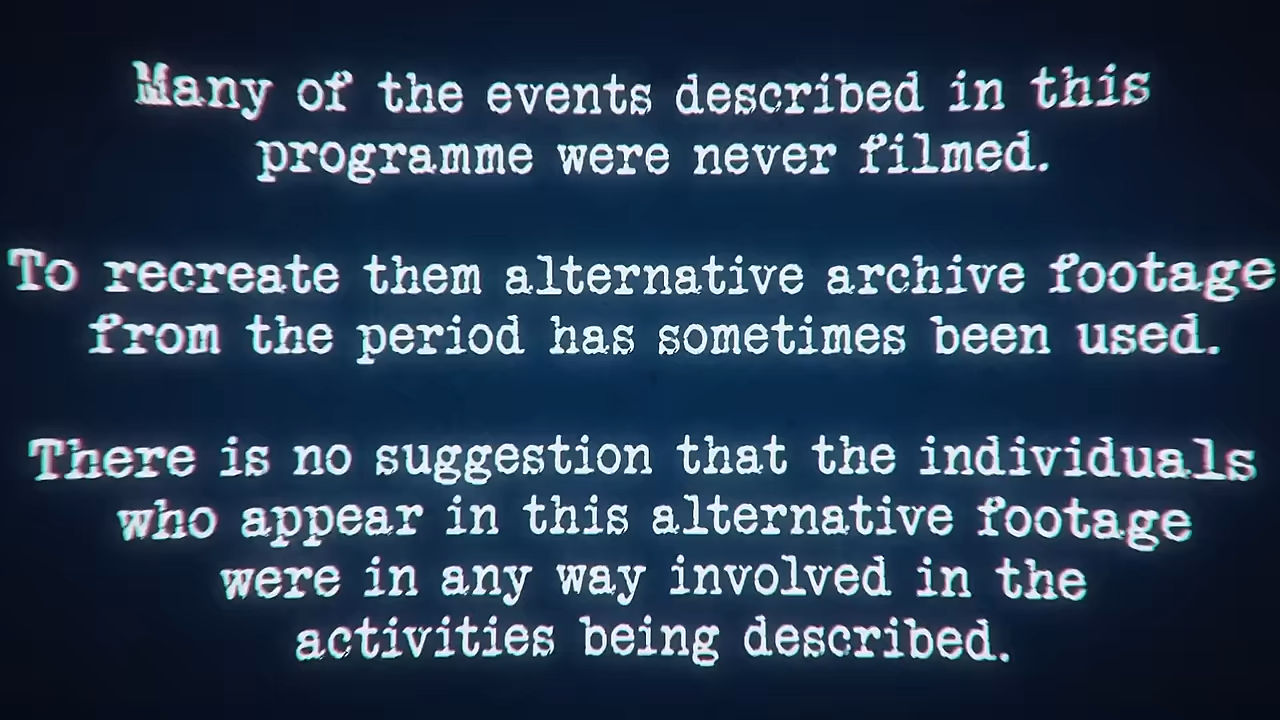 Many of the events described in this
programme were never filmed.
To recreate them alternative archive footage
from the period has sometimes been used.
There is no suggestion that the individuals
who appear in this alternative footage
were in any way involved in the
activities being described.